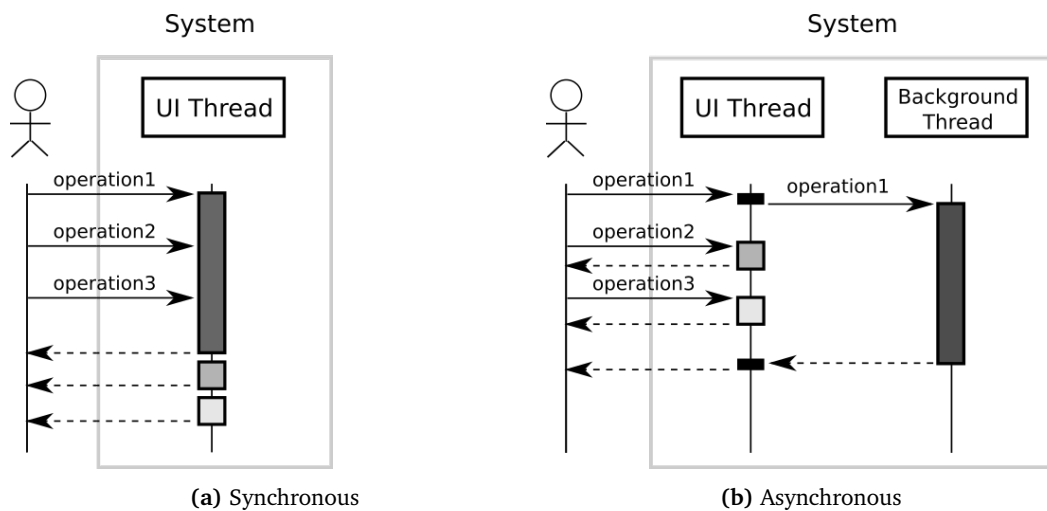 System
UI Thread
operation1
operation2
operation3
(a) Synchronous
System
UI Thread
Background
Thread
operation1
operation1
operation2
operation3
(b) Asynchronous